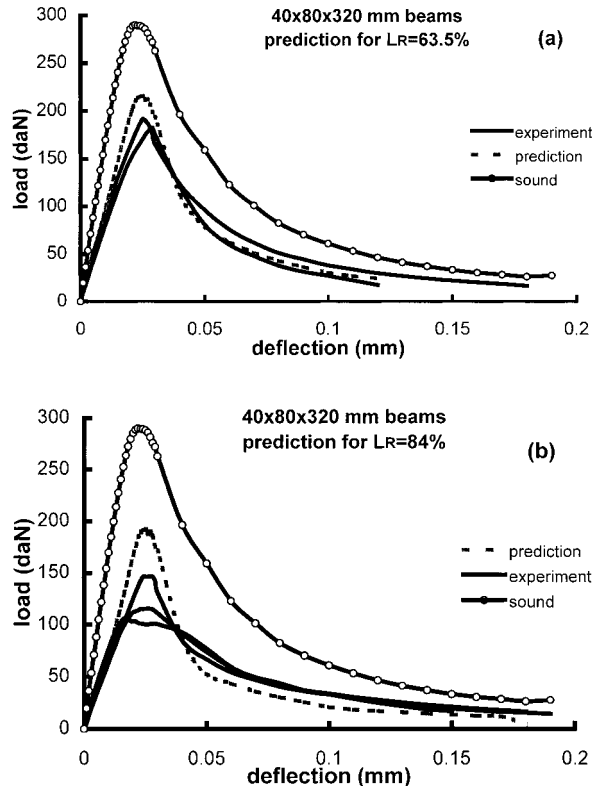 40x80x320 mm beams
prediction for LR=63.5%
(a)
350
300
250
200
150
100
50
0
load (daN)
experiment
prediction
sound
0 0.05 0.1 0.15 0.2
deflection (mm)
40x80x320 mm beams
prediction for LR=84%
(b)
350
300
250
200
150
100
50
0
load (daN)
prediction
experiment
sound
0 0.05 0.1 0.15 0.2
deflection (mm)